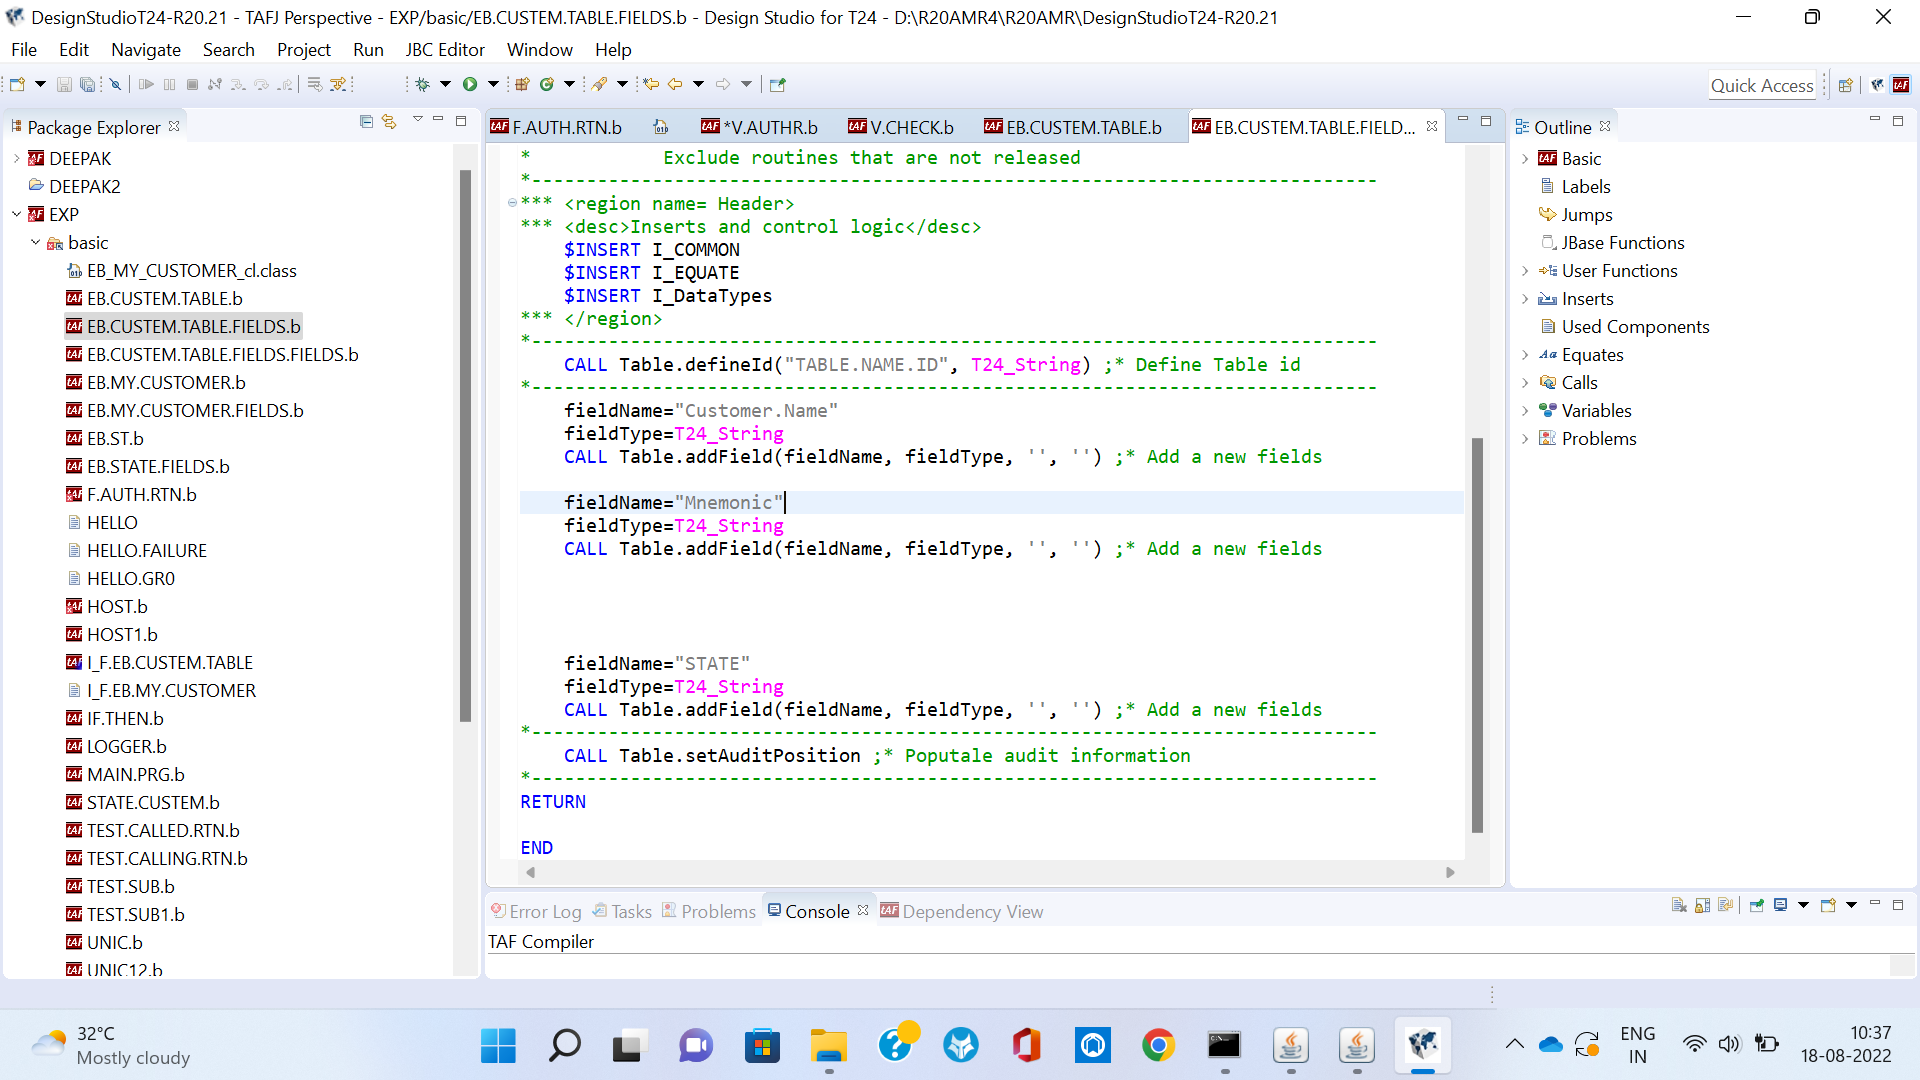 DesignStudioT24-R20.21 - TAFJ Perspective - EXP/basic/EB.CUSTEM.TABLE.FIELDS.b - Design Studio for T24 - D:\R20AMR4\R20AMR\DesignStudioT24-R20.21
File Edit Navigate Search Project Run JBC Editor Window Help
Quick Access
Package Explorer
DEEPAK
DEEPAK2
EXP
basic
EB_MY_CUSTOMER_cl.class
EB.CUSTEM.TABLE.b
EB.CUSTEM.TABLE.FIELDS.b
EB.CUSTEM.TABLE.FIELDS.FIELDS.b
EB.MY.CUSTOMER.b
EB.MY.CUSTOMER.FIELDS.b
EB.ST.b
EB.STATE.FIELDS.b
F.AUTH.RTN.b
HELLO
HELLO.FAILURE
HELLO.GR0
HOST.b
HOST1.b
I_F.EB.CUSTEM.TABLE
I_F.EB.MY.CUSTOMER
IF.THEN.b
LOGGER.b
MAIN.PRG.b
STATE.CUSTEM.b
TEST.CALLED.RTN.b
TEST.CALLING.RTN.b
TEST.SUB.b
TEST.SUB1.b
UNIC.b
UNIC12.b
F.AUTH.RTN.b *V.AUTHR.b V.CHECK.b EB.CUSTEM.TABLE.b EB.CUSTEM.TABLE.FIELD...
* Exclude routines that are not released
*-----------------------------------------------------------------------------
*** <region name= Header>
*** <desc>Inserts and control logic</desc>
$INSERT I_COMMON
$INSERT I_EQUATE
$INSERT I_DataTypes
*** </region>
*-----------------------------------------------------------------------------
CALL Table.defineId("TABLE.NAME.ID", T24_String) ;* Define Table id
*-----------------------------------------------------------------------------
fieldName="Customer.Name"
fieldType=T24_String
CALL Table.addField(fieldName, fieldType, '', '') ;* Add a new fields
fieldName="Mnemonic"
fieldType=T24_String
CALL Table.addField(fieldName, fieldType, '', '') ;* Add a new fields
fieldName="STATE"
fieldType=T24_String
CALL Table.addField(fieldName, fieldType, '', '') ;* Add a new fields
*-----------------------------------------------------------------------------
CALL Table.setAuditPosition ;* Poputale audit information
*-----------------------------------------------------------------------------
RETURN
END
Outline
Basic
Labels
Jumps
JBase Functions
User Functions
Inserts
Used Components
Equates
Calls
Variables
Problems
Error Log Tasks Problems Console Dependency View
TAF Compiler
32°C
Mostly cloudy
ENG
IN
10:37
18-08-2022